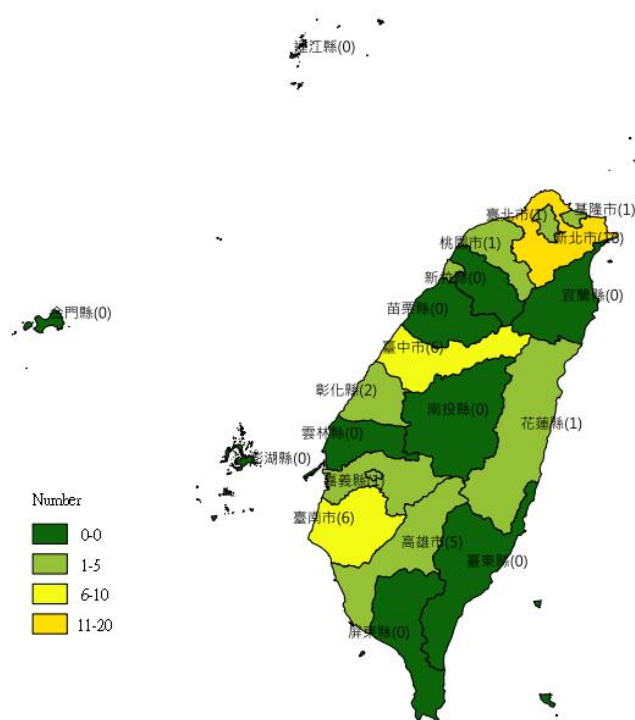 連江縣(0)
基隆市(1)
臺北市(1)
新北市(18)
桃園市(1)
新竹縣(0)
宜蘭縣(0)
金門縣(0)
苗栗縣(0)
臺中市(6)
彰化縣(2)
南投縣(0)
花蓮縣(1)
雲林縣(0)
澎湖縣(0)
嘉義縣(1)
臺南市(6)
高雄市(5)
臺東縣(0)
屏東縣(0)
Number
0-0
1-5
6-10
11-20